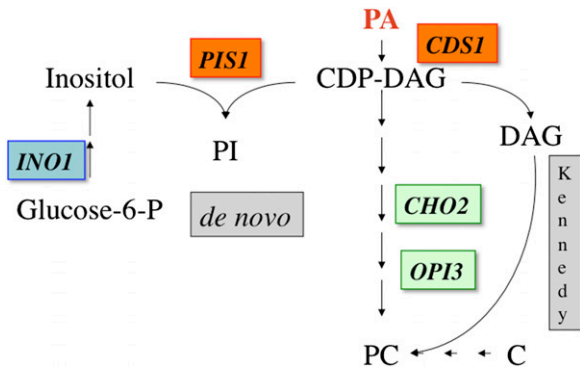 PA
CDS1
PIS1
Inositol
CDP-DAG
PI
DAG
INO1
Glucose-6-P
de novo
CHO2
OPI3
Kennedy
PC
C